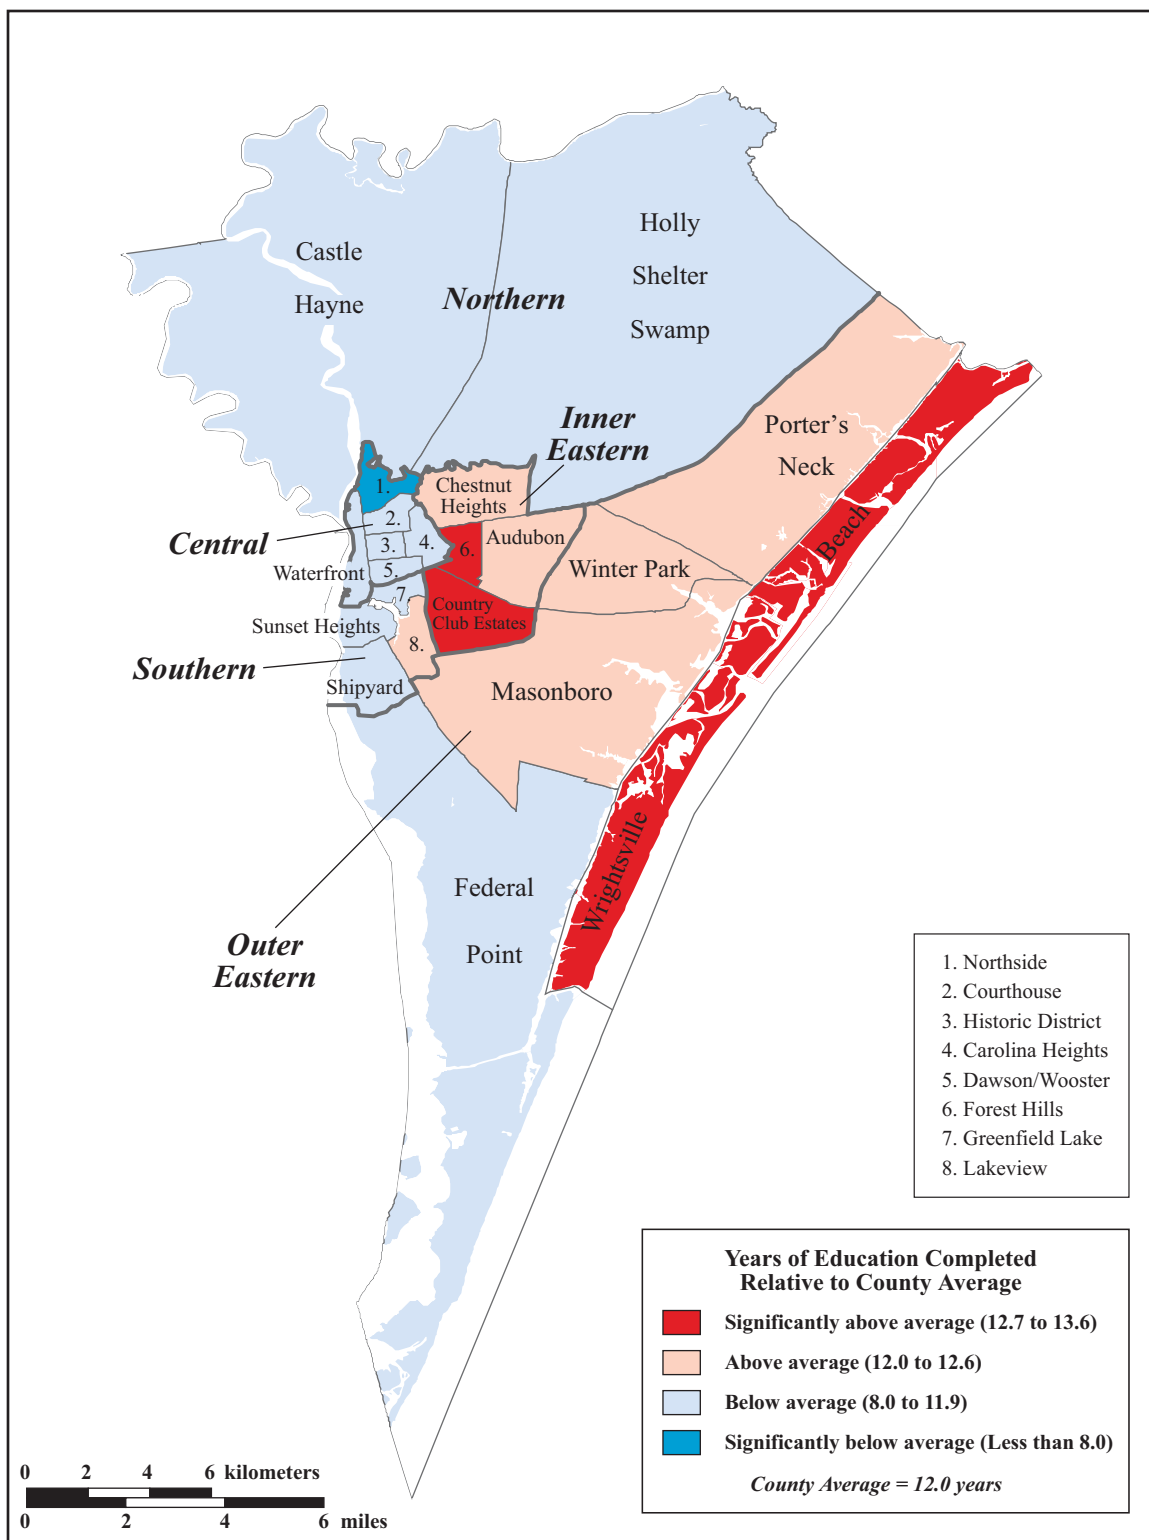 Holly
Shelter
Swamp
Castle
Hayne
Northern
Inner
Eastern
Porter's
Neck
Chestnut
Heights
1.
2.
3.
4.
5.
6.
7.
8.
Central
Audubon
Beach
Waterfront
Winter Park
Country
Club Estates
Sunset Heights
Southern
Shipyard
Masonboro
Wrightsville
Federal
Point
Outer
Eastern
1. Northside
2. Courthouse
3. Historic District
4. Carolina Heights
5. Dawson/Wooster
6. Forest Hills
7. Greenfield Lake
8. Lakeview
Years of Education Completed
Relative to County Average
Significantly above average (12.7 to 13.6)
Above average (12.0 to 12.6)
Below average (8.0 to 11.9)
Significantly below average (Less than 8.0)
County Average = 12.0 years
0 2 4 6 kilometers
0 2 4 6 miles